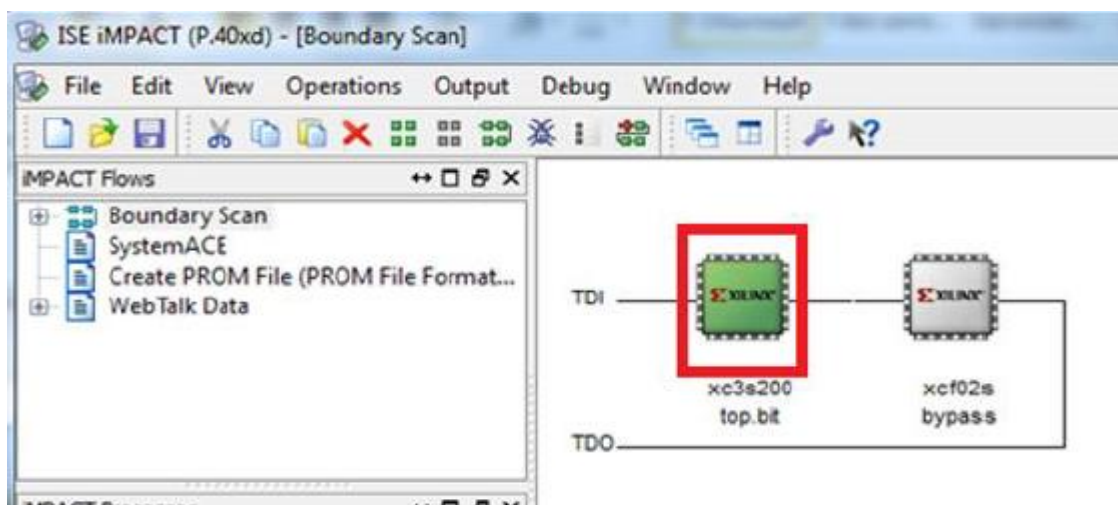 ISE iMPACT (P.40xd) - [Boundary Scan]
File Edit View Operations Output Debug Window Help
iMPACT Flows
Boundary Scan
SystemACE
Create PROM File (PROM File Format...
WebTalk Data
TDI
XILINX
XILINX
xc3s200
top.bit
xcf02s
bypass
TDO